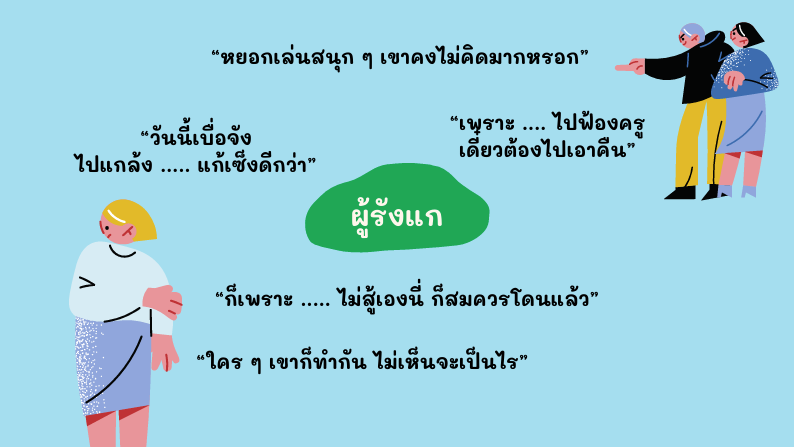 “หยอกเล่นสนุก ๆ เขาคงไม่คิดมากหรอก”
“วันนี้เบื่อจัง
ไปแกล้ง ..... แก้เซ็งดีกว่า”
“เพราะ .... ไปฟ้องครู
เดี๋ยวต้องไปเอาคืน”
ผู้รังแก
“ก็เพราะ ..... ไม่สู้เองนี่ ก็สมควรโดนแล้ว”
“ใคร ๆ เขาก็ทำกัน ไม่เห็นจะเป็นไร”